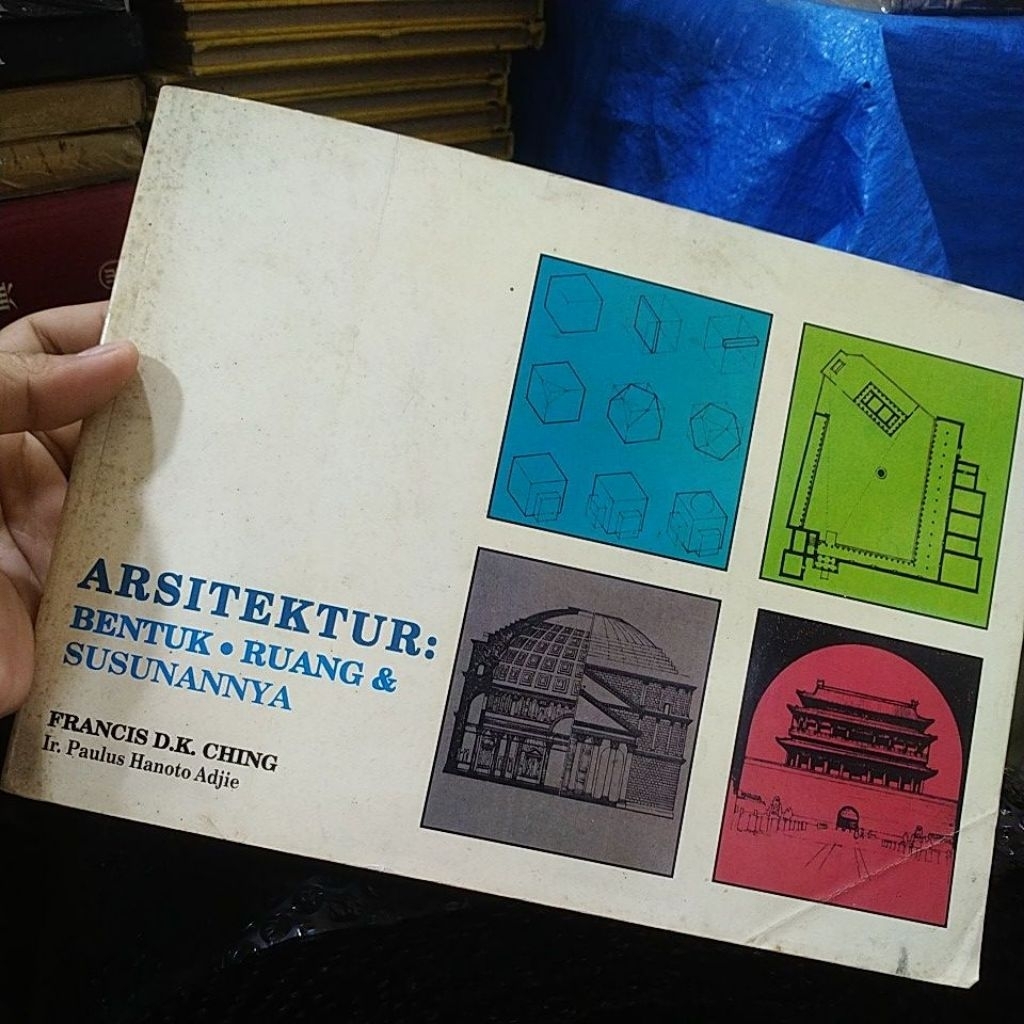 ARSITEKTUR:
BENTUK • RUANG &
SUSUNANNYA
FRANCIS D.K. CHING
Ir. Paulus Hanoto Adjie